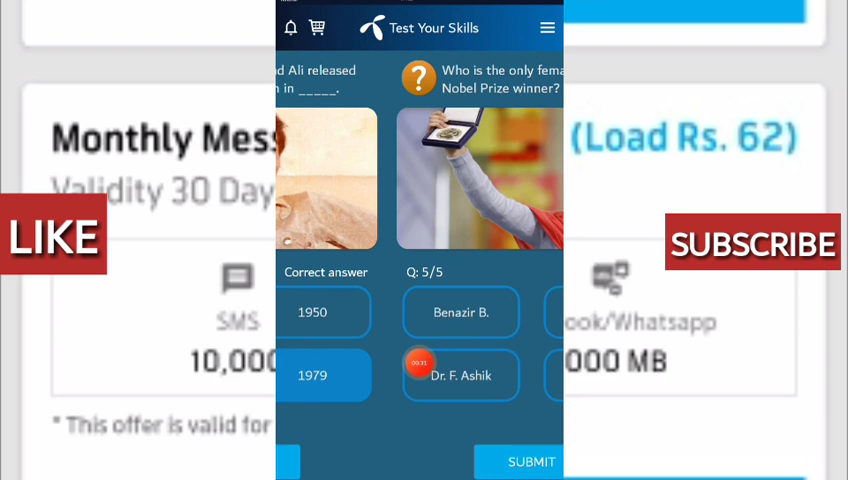 Test Your Skills
d Ali released
n in _____.
Who is the only fema
Nobel Prize winner?
Correct answer
Q: 5/5
1950
Benazir B.
1979
00:31
Dr. F. Ashik
SUBMIT
LIKE
SUBSCRIBE
Monthly Mess
(Load Rs. 62)
Validity 30 Day
SMS
ook/Whatsapp
10,000
000 MB
* This offer is valid for